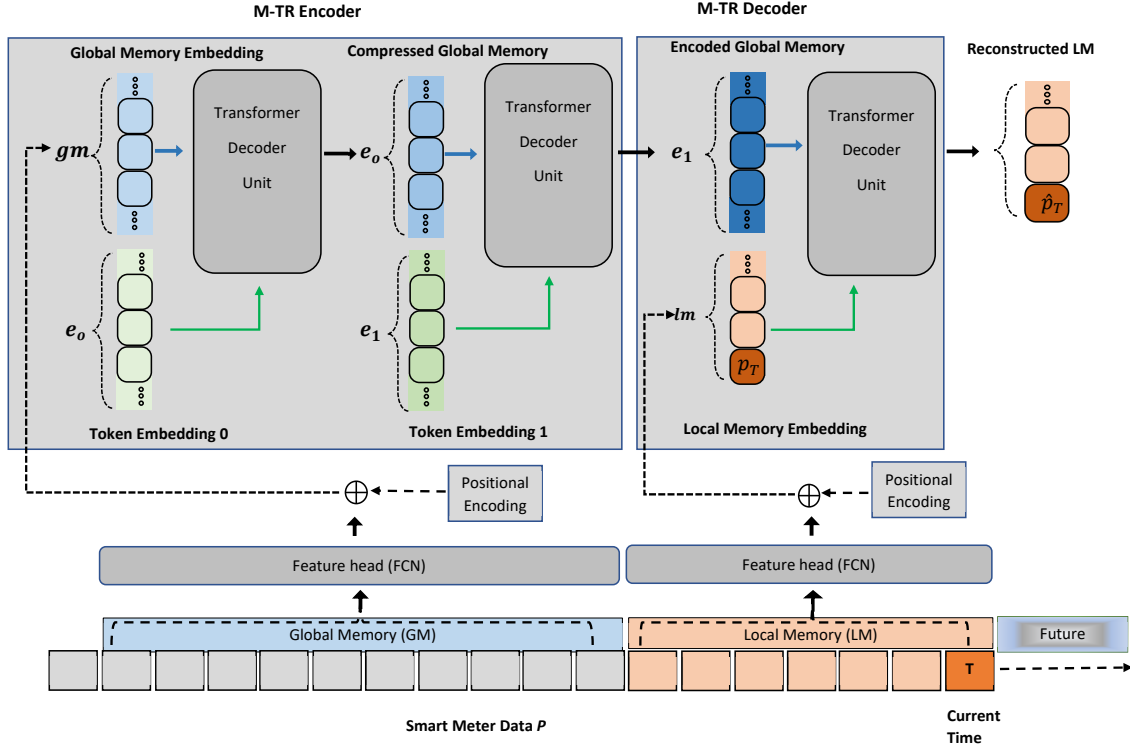 M-TR Encoder
M-TR Decoder
Global Memory Embedding
Compressed Global Memory
Encoded Global Memory
Reconstructed LM
Transformer
Decoder
Unit
Transformer
Decoder
Unit
Transformer
Decoder
Unit
gm
e_o
e_1
p̂_T
e_o
e_1
lm
p_T
Token Embedding 0
Token Embedding 1
Local Memory Embedding
Positional
Encoding
Positional
Encoding
Feature head (FCN)
Feature head (FCN)
Global Memory (GM)
Local Memory (LM)
Future
T
Smart Meter Data P
Current
Time